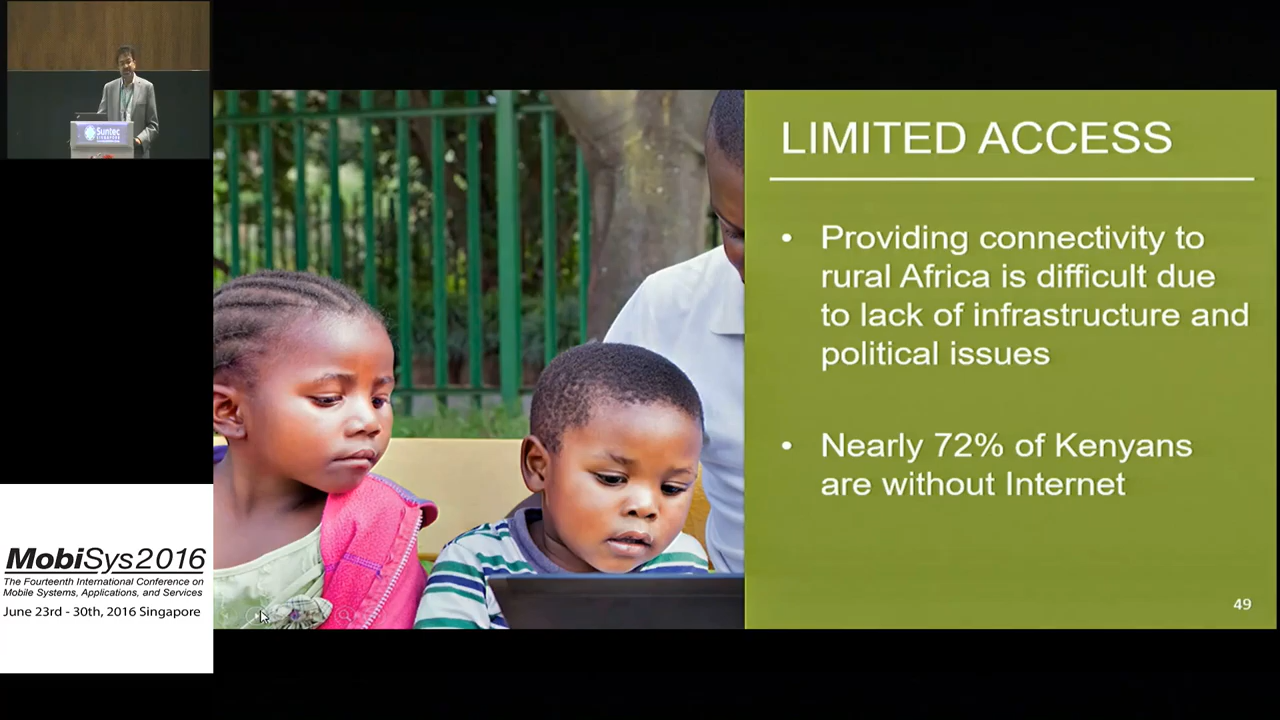 Suntec
SINGAPORE
LIMITED ACCESS
• Providing connectivity to
rural Africa is difficult due
to lack of infrastructure and
political issues
• Nearly 72% of Kenyans
are without Internet
49
MobiSys2016
The Fourteenth International Conference on
Mobile Systems, Applications, and Services
June 23rd - 30th, 2016 Singapore